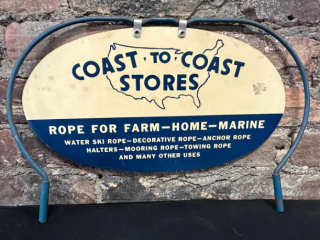 COAST·TO·COAST
STORES
ROPE FOR FARM—HOME—MARINE
WATER SKI ROPE—DECORATIVE ROPE—ANCHOR ROPE
HALTERS—MOORING ROPE—TOWING ROPE
AND MANY OTHER USES